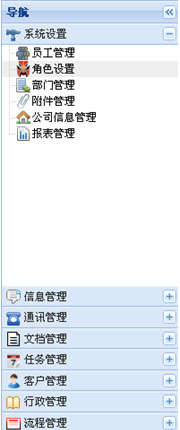 导航
系统设置
员工管理
角色设置
部门管理
附件管理
公司信息管理
报表管理
信息管理
通讯管理
文档管理
任务管理
客户管理
行政管理
流程管理